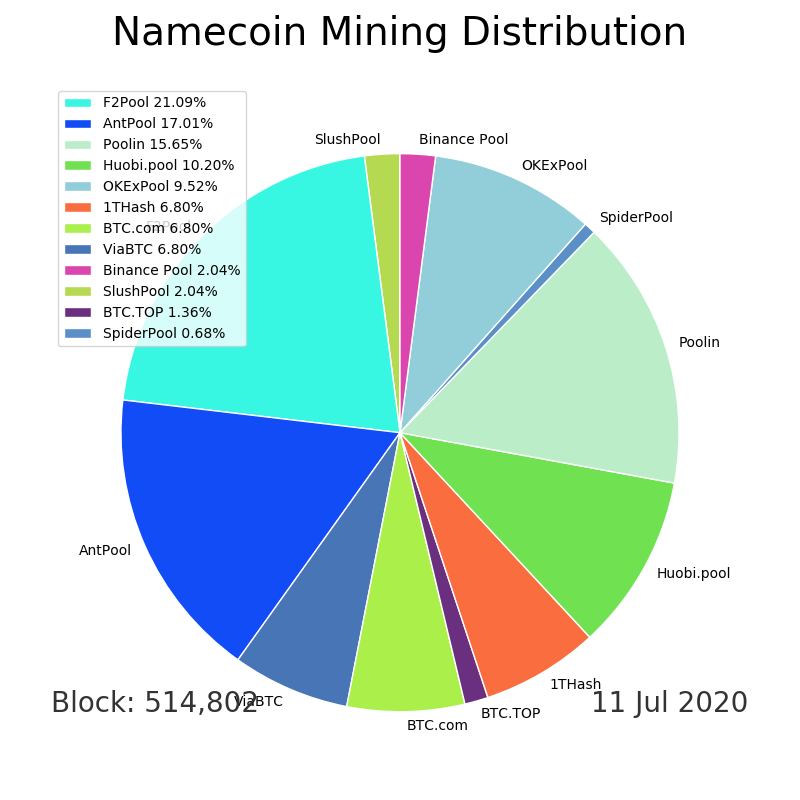 Namecoin Mining Distribution
F2Pool 21.09%
AntPool 17.01%
Poolin 15.65%
Huobi.pool 10.20%
OKExPool 9.52%
1THash 6.80%
BTC.com 6.80%
ViaBTC 6.80%
Binance Pool 2.04%
SlushPool 2.04%
BTC.TOP 1.36%
SpiderPool 0.68%
SlushPool
Binance Pool
OKExPool
SpiderPool
F2Pool
Poolin
AntPool
Huobi.pool
1THash
ViaBTC
BTC.TOP
BTC.com
Block: 514,802
11 Jul 2020